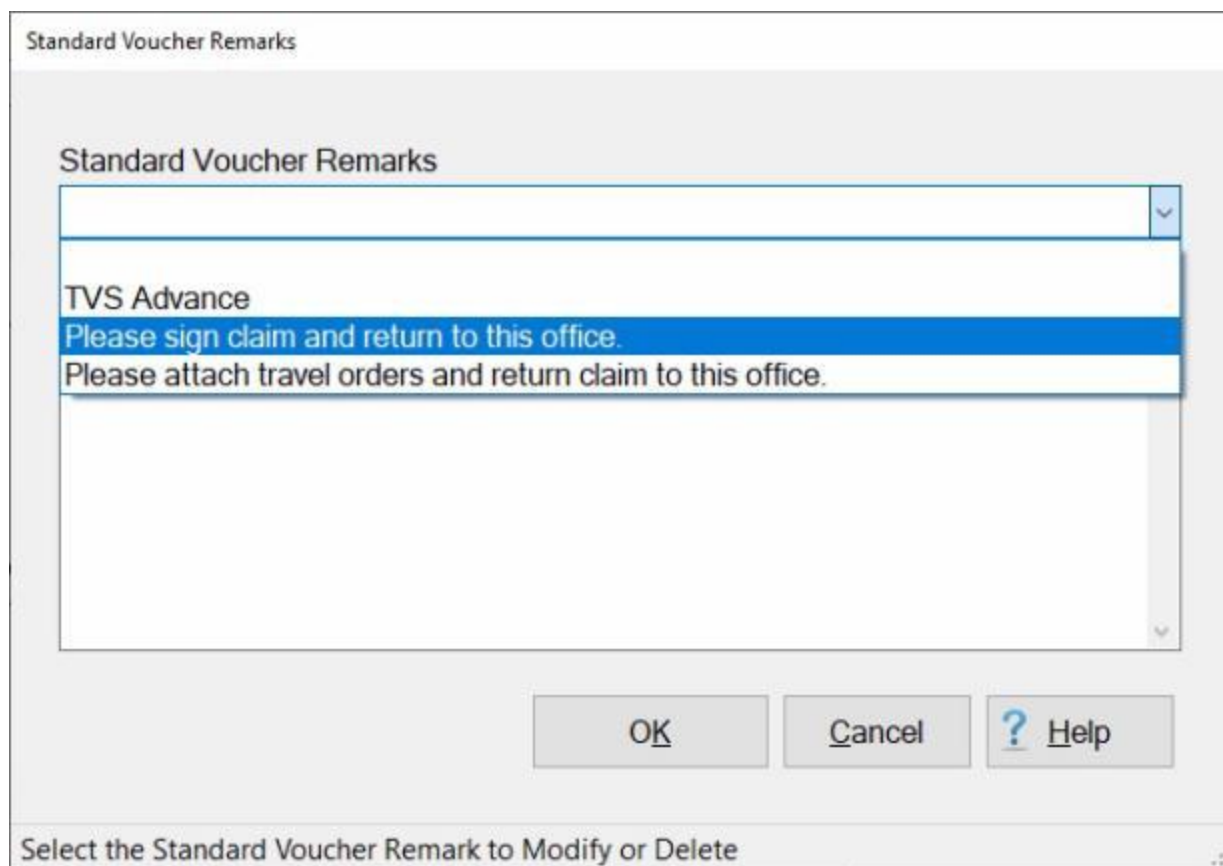 Standard Voucher Remarks
Standard Voucher Remarks
TVS Advance
Please sign claim and return to this office.
Please attach travel orders and return claim to this office.
OK Cancel ? Help
Select the Standard Voucher Remark to Modify or Delete